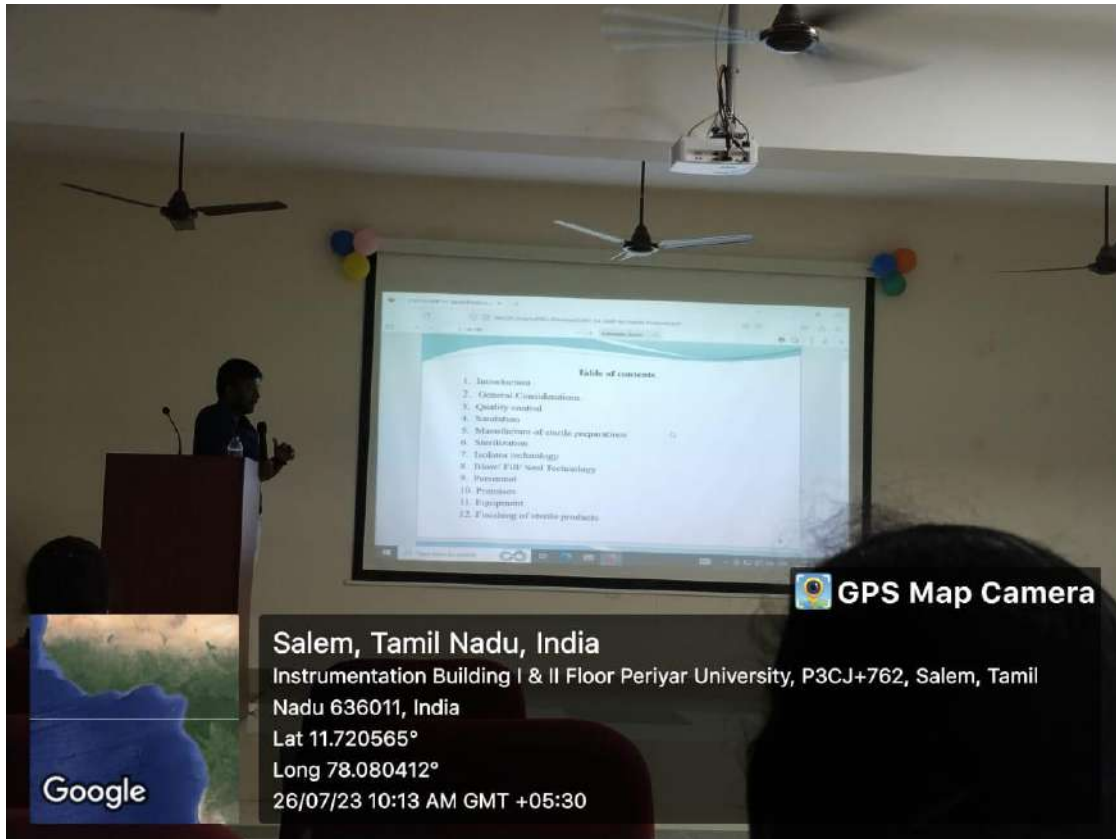 Table of contents
1. Introduction
2. General Considerations
3. Quality control
4. Sanitation
5. Manufacture of sterile preparations
6. Sterilization
7. Isolator technology
8. Blow/ Fill/ Seal Technology
9. Personnel
10. Premises
11. Equipment
12. Finishing of sterile products
GPS Map Camera
Salem, Tamil Nadu, India
Instrumentation Building I & II Floor Periyar University, P3CJ+762, Salem, Tamil
Nadu 636011, India
Lat 11.720565°
Long 78.080412°
26/07/23 10:13 AM GMT +05:30
Google